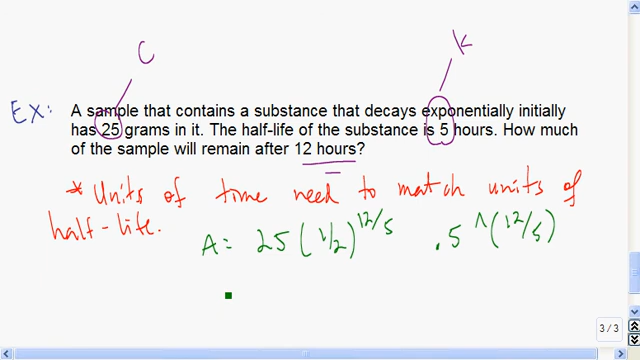 C K
EX: A sample that contains a substance that decays exponentially initially
has 25 grams in it. The half-life of the substance is 5 hours. How much
of the sample will remain after 12 hours?
* Units of time need to match units of
half-life.
A = 25 (1/2)^12/5 .5 ^ (12/5)
3 / 3